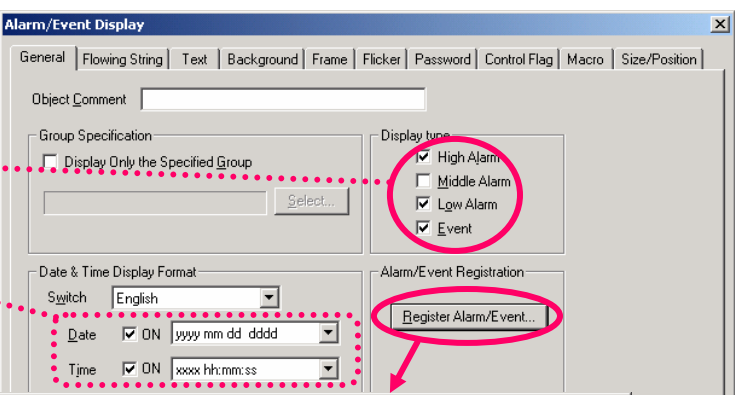 Alarm/Event Display
General Flowing String Text Background Frame Flicker Password Control Flag Macro Size/Position
Object Comment
Group Specification
Display Only the Specified Group
Select...
Display type
High Alarm
Middle Alarm
Low Alarm
Event
Date & Time Display Format
Switch English
Date ON yyyy mm dd dddd
Time ON xxxx hh:mm:ss
Alarm/Event Registration
Register Alarm/Event...